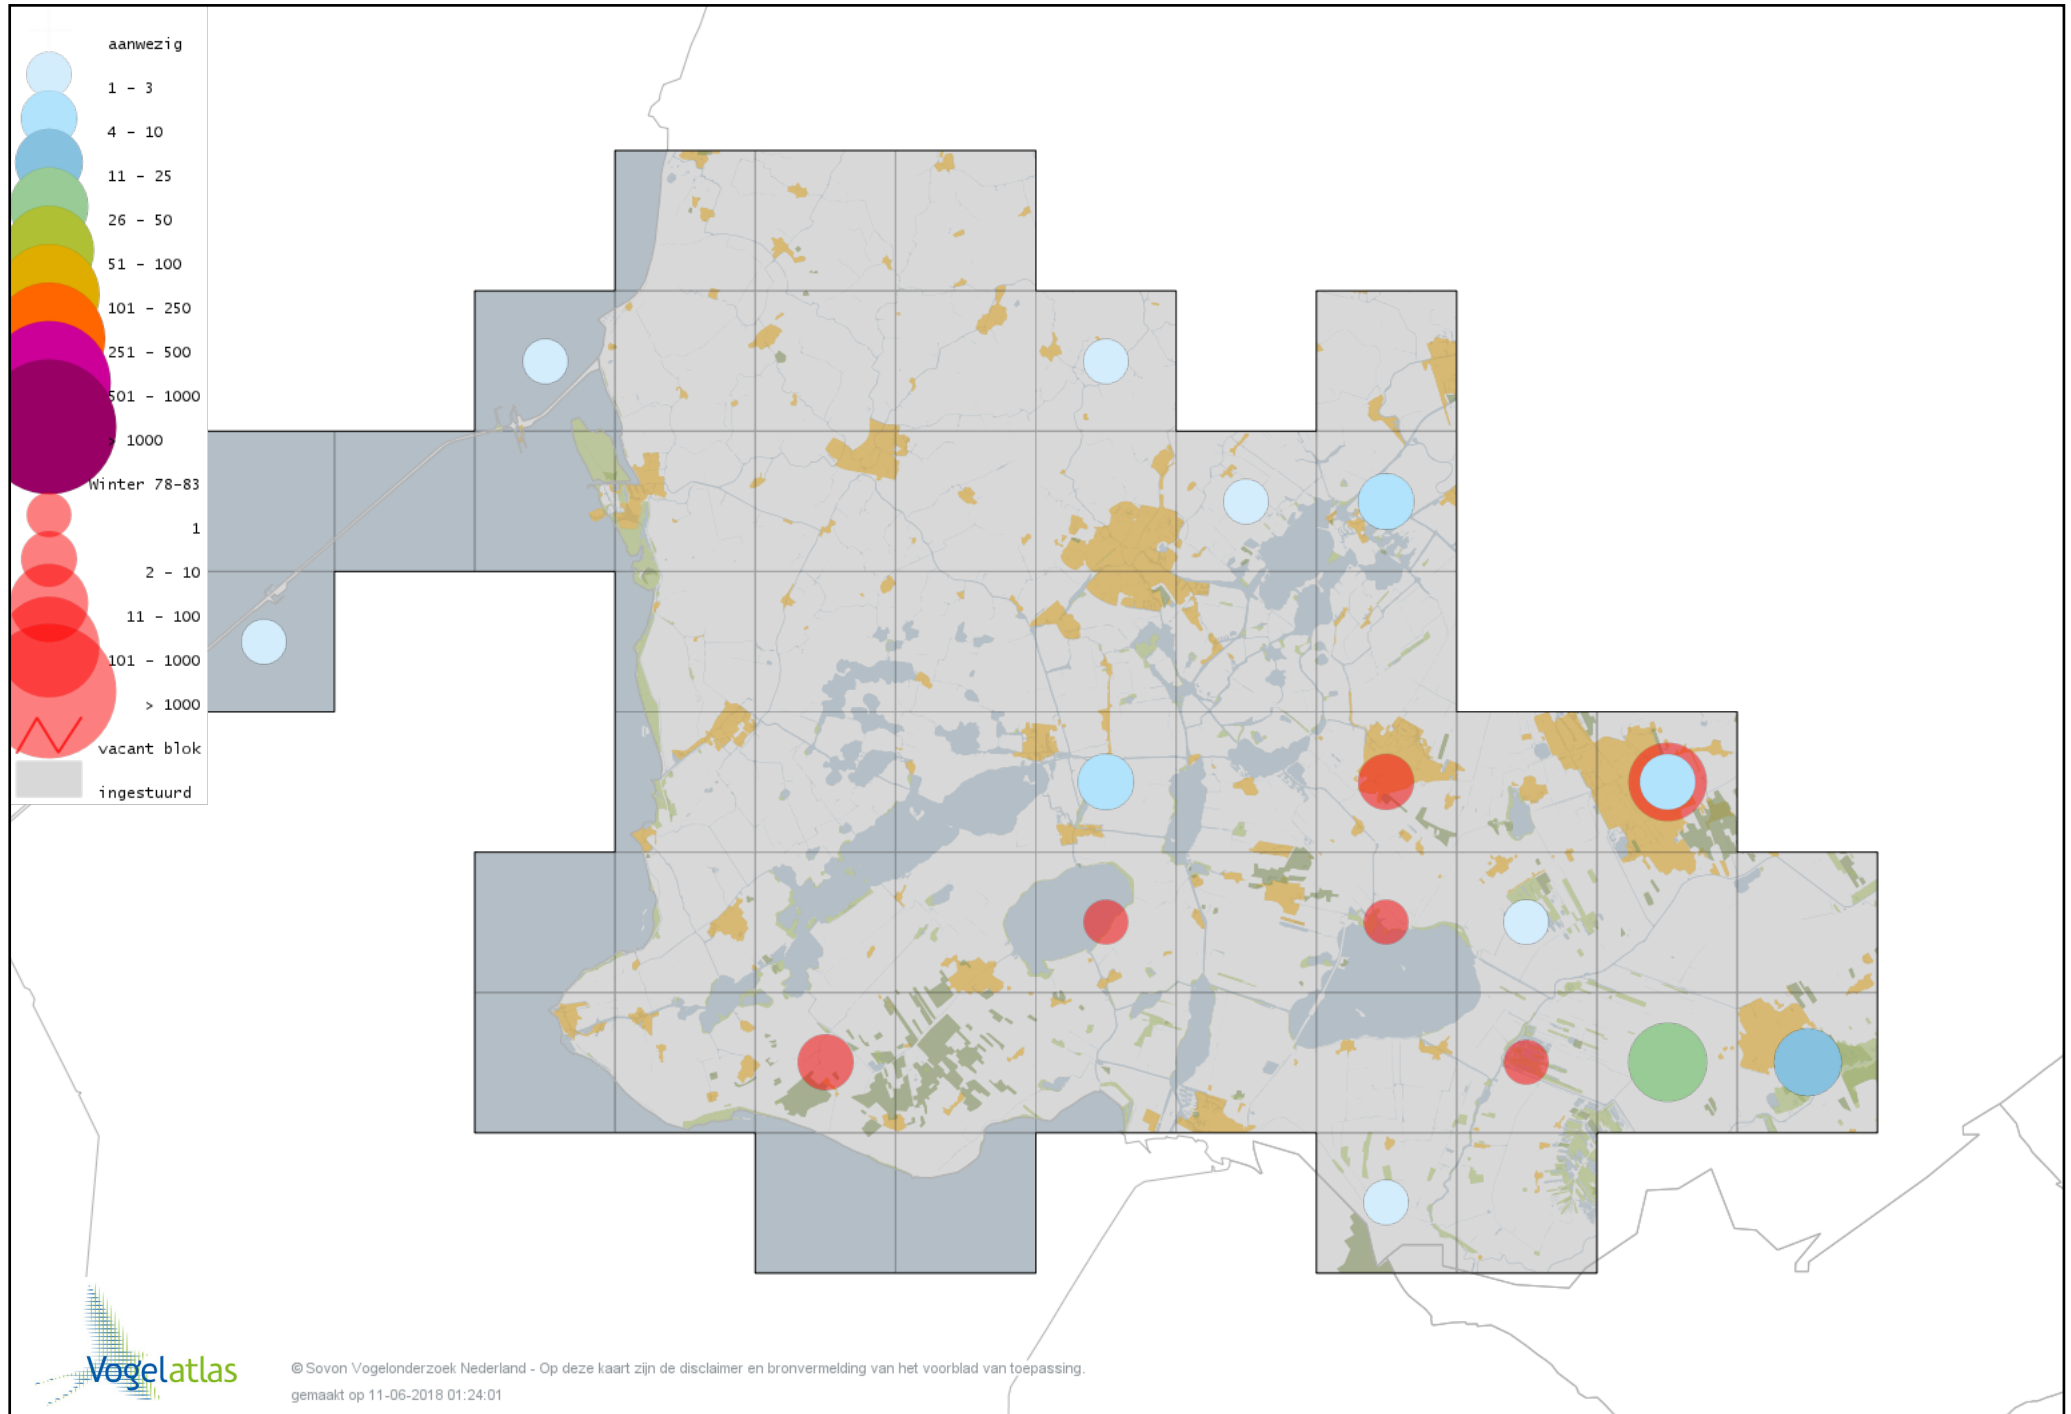 aanwezig
1 - 3
4 - 10
11 - 25
26 - 50
51 - 100
101 - 250
251 - 500
501 - 1000
> 1000
Winter 78-83
1
2 - 10
11 - 100
101 - 1000
> 1000
vacant blok
ingestuurd
Vogelatlas
© Sovon Vogelonderzoek Nederland - Op deze kaart zijn de disclaimer en bronvermelding van het voorblad van toepassing.
gemaakt op 11-06-2018 01:24:01